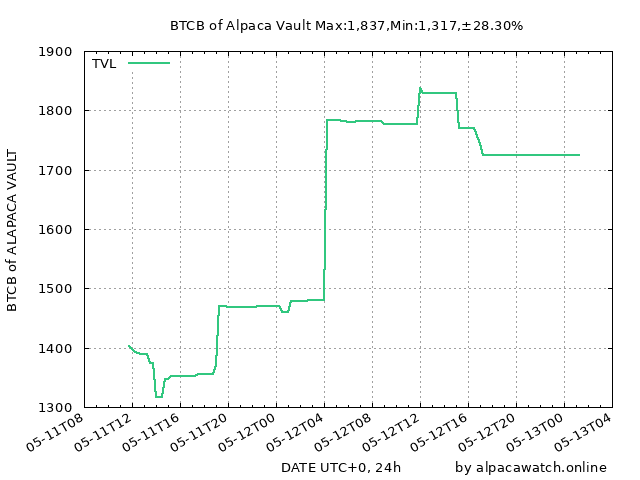 BTCB of Alpaca Vault Max:1,837,Min:1,317,±28.30%
TVL
1900
1800
1700
1600
1500
1400
1300
BTCB of ALAPACA VAULT
05-11T08
05-11T12
05-11T16
05-11T20
05-12T00
05-12T04
05-12T08
05-12T12
05-12T16
05-12T20
05-13T00
05-13T04
DATE UTC+0, 24h
by alpacawatch.online